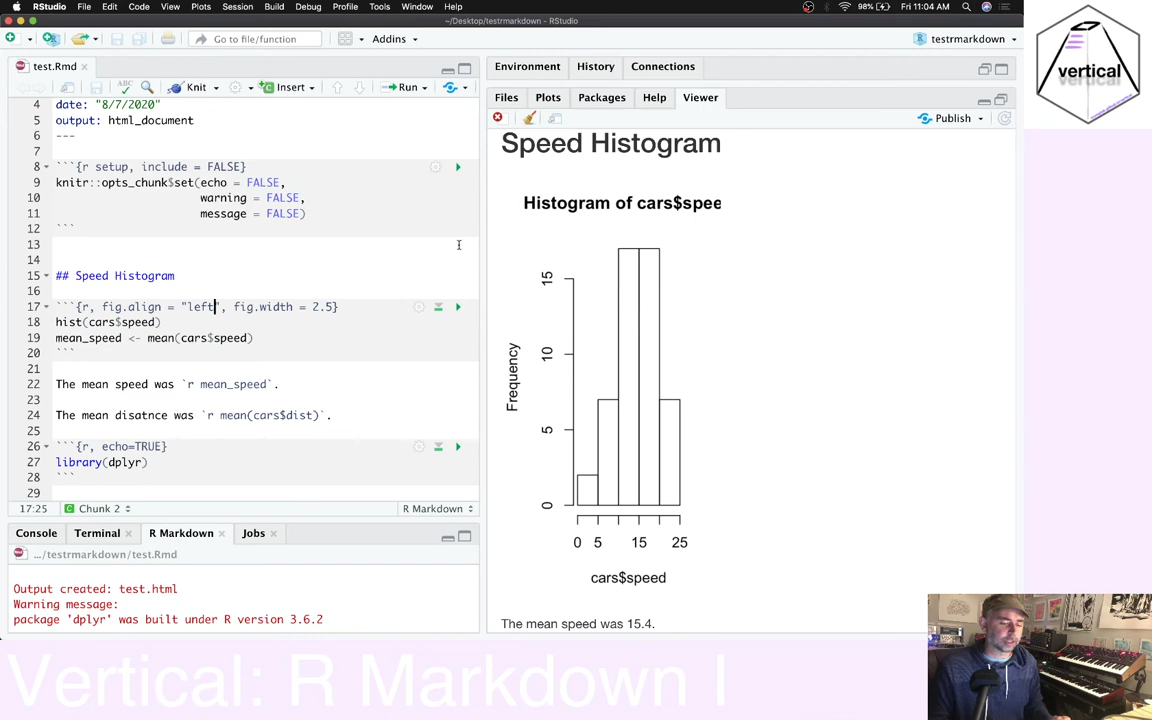 RStudio File Edit Code View Plots Session Build Debug Profile Tools Window Help 98% Fri 11:04 AM
~/Desktop/testrmarkdown - RStudio
Go to file/function Addins testrmarkdown
test.Rmd
Knit Insert Run
4 date: "8/7/2020"
5 output: html_document
6 ---
7
8 ```{r setup, include = FALSE}
9 knitr::opts_chunk$set(echo = FALSE,
10 warning = FALSE,
11 message = FALSE)
12 ```
13
14
15 ## Speed Histogram
16
17 ```{r, fig.align = "left", fig.width = 2.5}
18 hist(cars$speed)
19 mean_speed <- mean(cars$speed)
20 ```
21
22 The mean speed was `r mean_speed`.
23
24 The mean disatnce was `r mean(cars$dist)`.
25
26 ```{r, echo=TRUE}
27 library(dplyr)
28 ```
29
17:25 Chunk 2 R Markdown
Console Terminal R Markdown Jobs
.../testrmarkdown/test.Rmd
Output created: test.html
Warning message:
package 'dplyr' was built under R version 3.6.2
Environment History Connections
Files Plots Packages Help Viewer
Publish
Speed Histogram
Histogram of cars$spee
Frequency
15
10
5
0
0 5 15 25
cars$speed
The mean speed was 15.4.
vertical
Vertical: R Markdown I